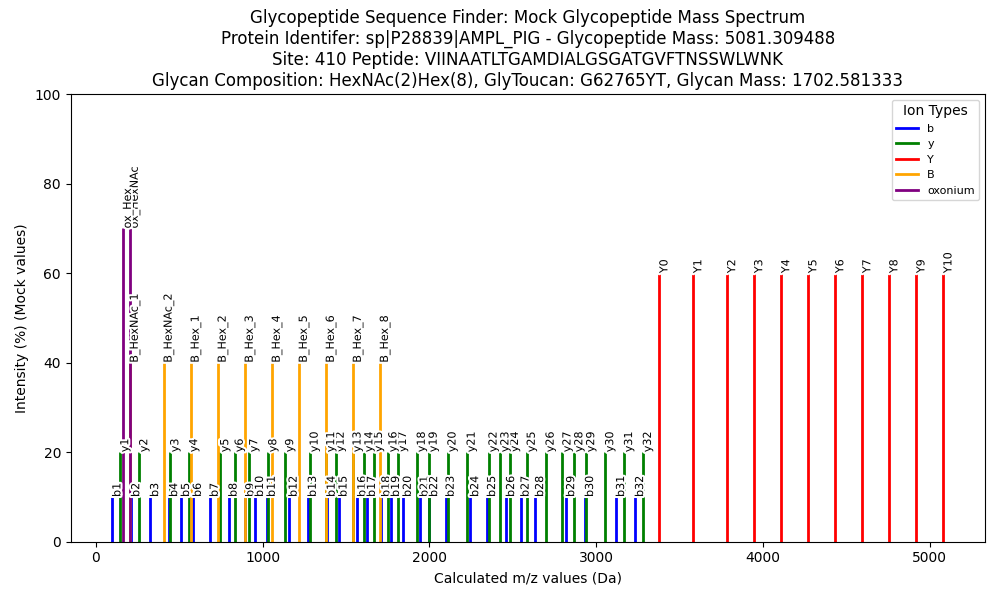 Glycopeptide Sequence Finder: Mock Glycopeptide Mass Spectrum
Protein Identifer: sp|P28839|AMPL_PIG - Glycopeptide Mass: 5081.309488
Site: 410 Peptide: VIINAATLTGAMDIALGSGATGVFTNSSWLWNK
Glycan Composition: HexNAc(2)Hex(8), GlyToucan: G62765YT, Glycan Mass: 1702.581333
Intensity (%) (Mock values)
100
80
60
40
20
0
Ion Types
b
y
Y
B
oxonium
ox_Hex
ox_HexNAc
B_HexNAc_1
B_HexNAc_2
B_Hex_1
B_Hex_2
B_Hex_3
B_Hex_4
B_Hex_5
B_Hex_6
B_Hex_7
B_Hex_8
Y0
Y1
Y2
Y3
Y4
Y5
Y6
Y7
Y8
Y9
Y10
y1
y2
y3
y4
y5
y6
y7
y8
y9
y10
y11
y12
y13
y14
y15
y16
y17
y18
y19
y20
y21
y22
y23
y24
y25
y26
y27
y28
y29
y30
y31
y32
b1
b2
b3
b4
b5
b6
b7
b8
b9
b10
b11
b12
b13
b14
b15
b16
b17
b18
b19
b20
b21
b22
b23
b24
b25
b26
b27
b28
b29
b30
b31
b32
0
1000
2000
3000
4000
5000
Calculated m/z values (Da)